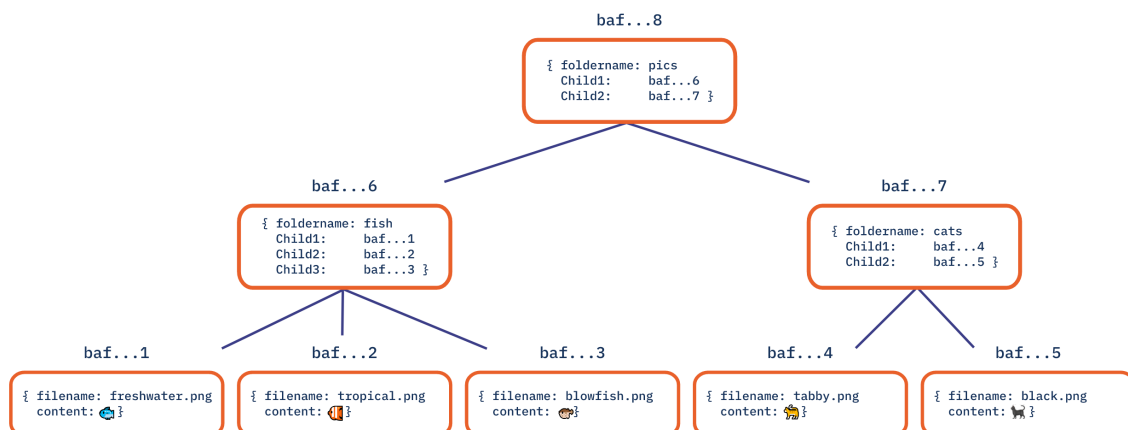 baf...8
{ foldername: pics
Child1: baf...6
Child2: baf...7 }
baf...6
{ foldername: fish
Child1: baf...1
Child2: baf...2
Child3: baf...3 }
baf...7
{ foldername: cats
Child1: baf...4
Child2: baf...5 }
baf...1
{ filename: freshwater.png
content: }
baf...2
{ filename: tropical.png
content: }
baf...3
{ filename: blowfish.png
content: }
baf...4
{ filename: tabby.png
content: }
baf...5
{ filename: black.png
content: }